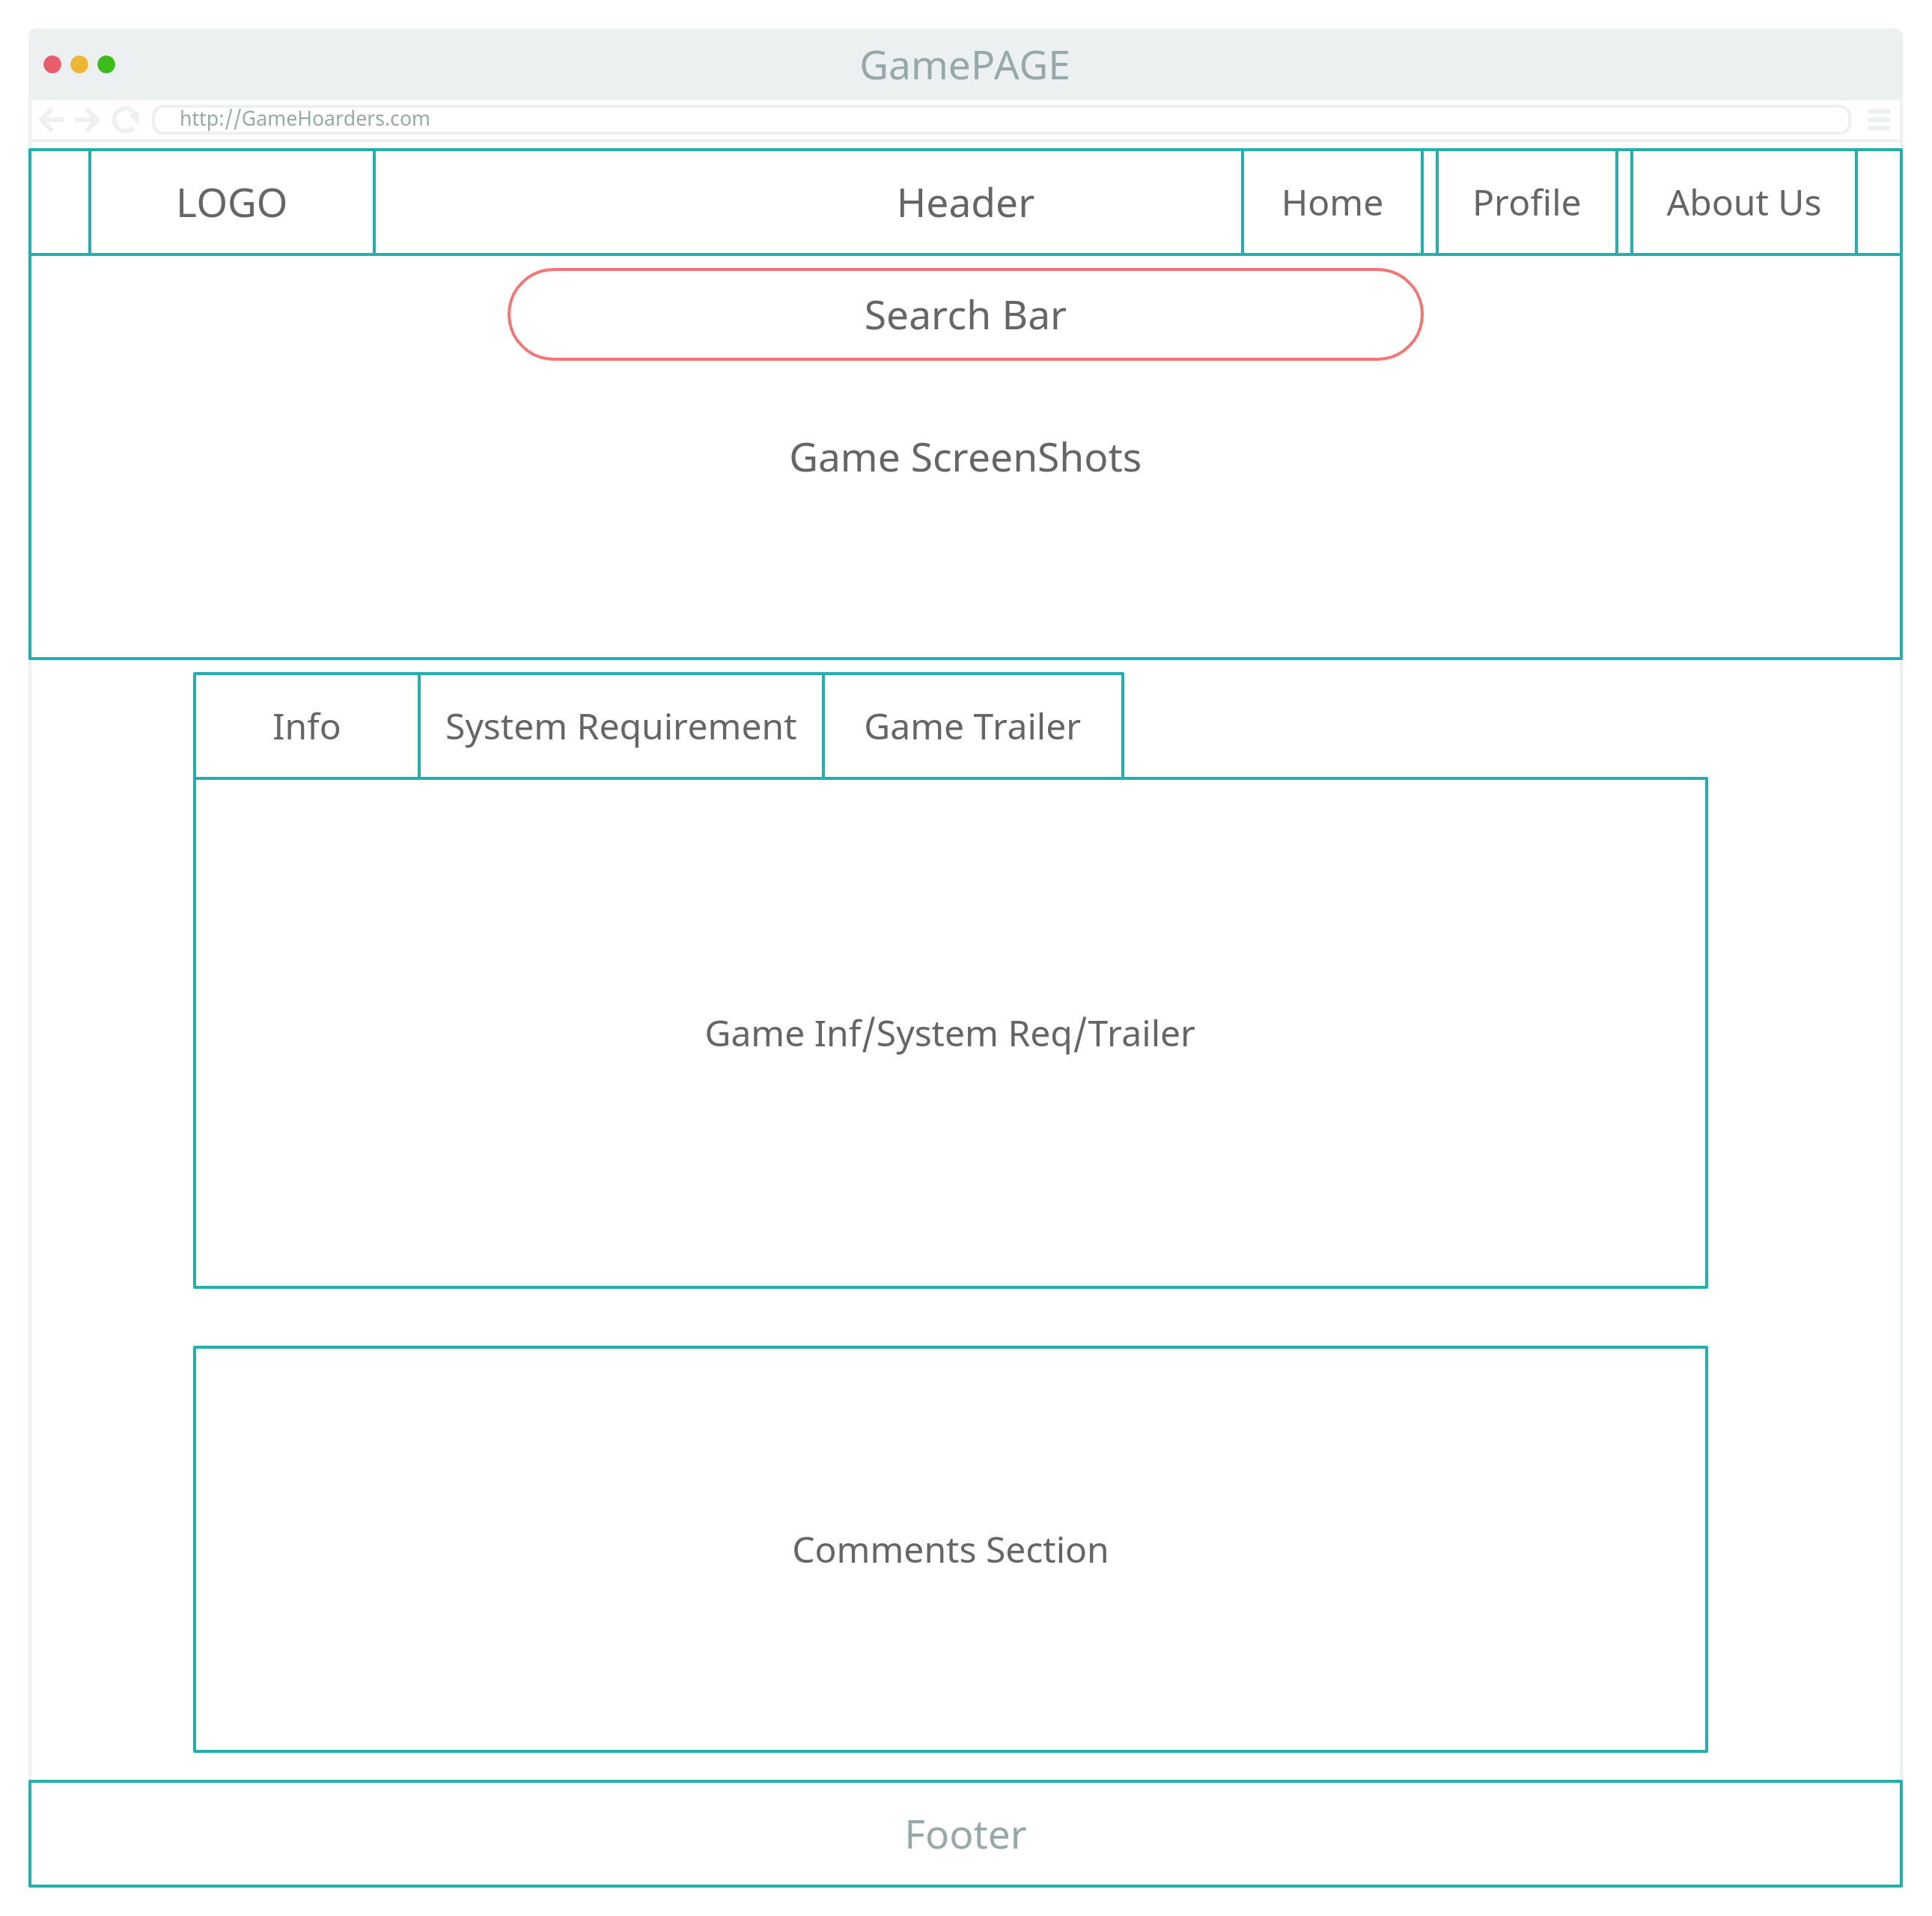 GamePAGE
http://GameHoarders.com
LOGO
Header
Home
Profile
About Us
Search Bar
Game ScreenShots
Info
System Requirement
Game Trailer
Game Inf/System Req/Trailer
Comments Section
Footer